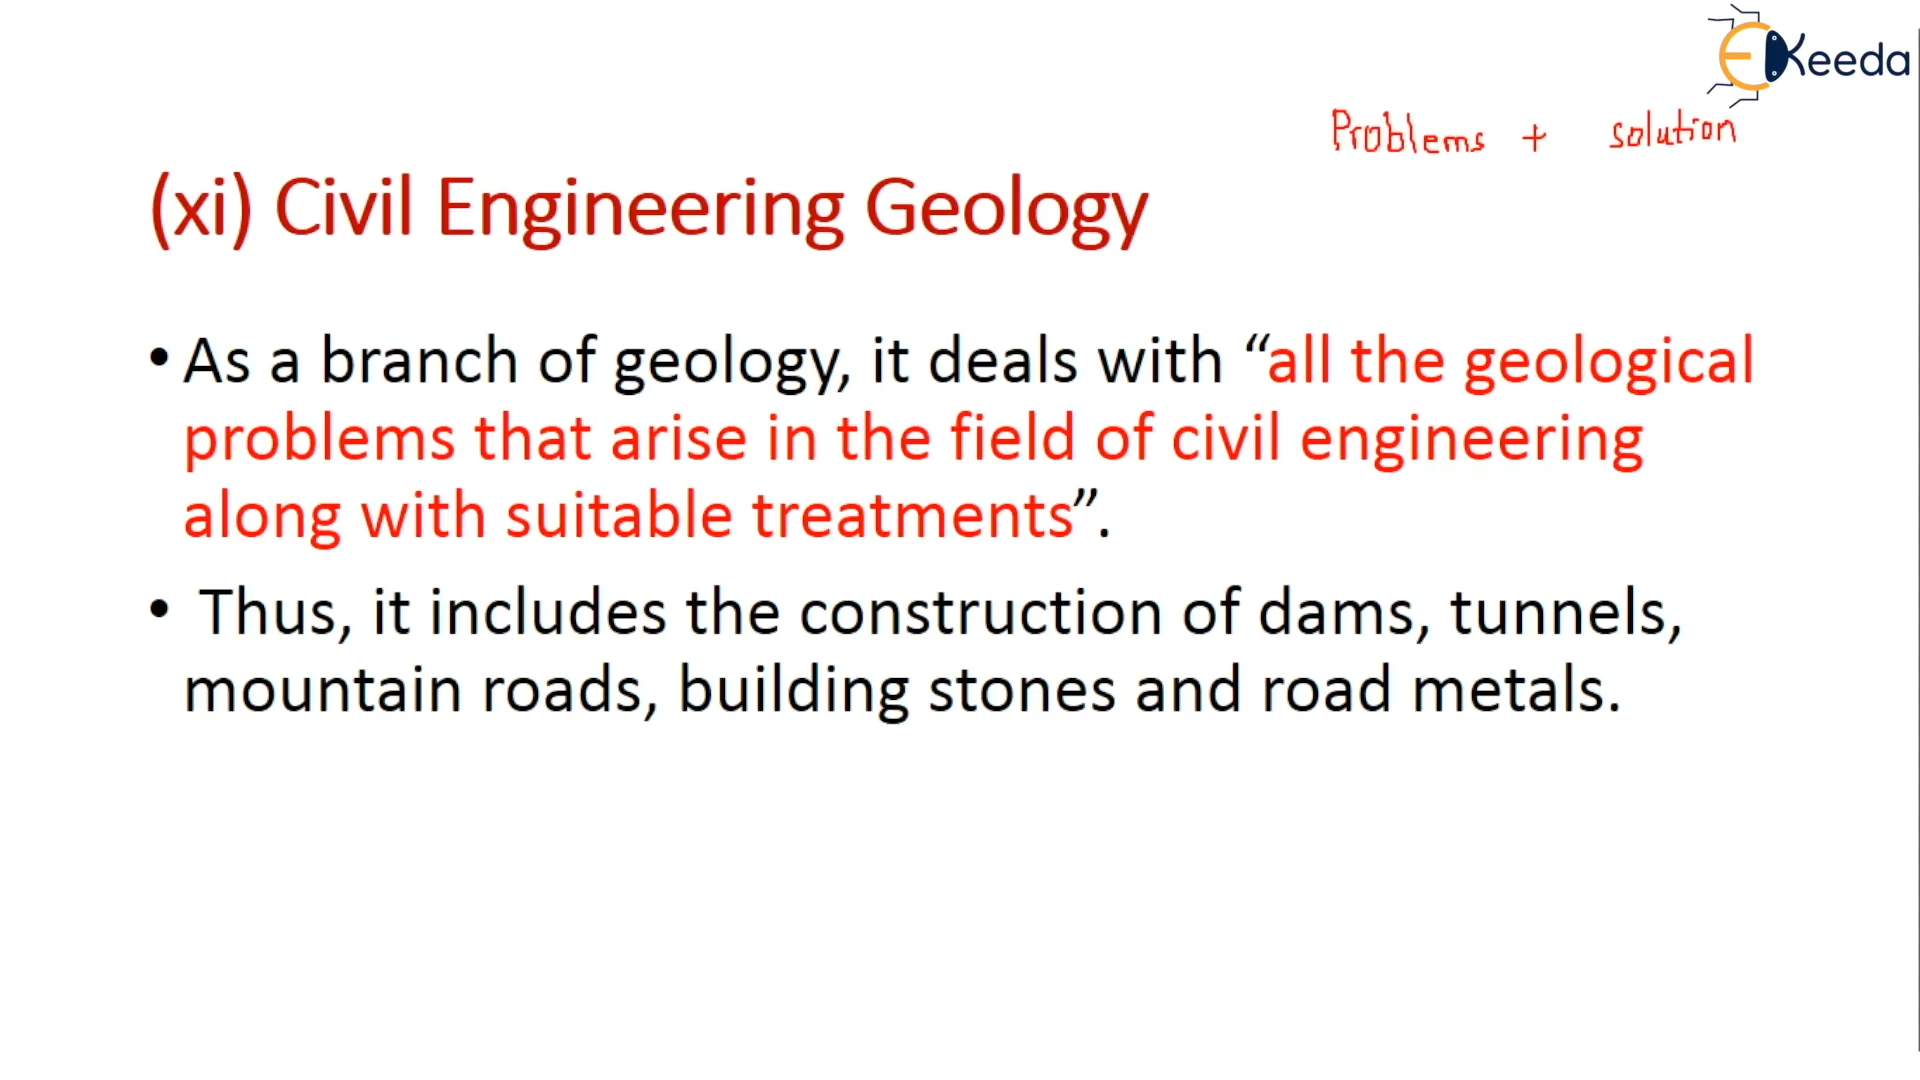 EKeeda
Problems + solution
(xi) Civil Engineering Geology
• As a branch of geology, it deals with “all the geological
problems that arise in the field of civil engineering
along with suitable treatments”.
• Thus, it includes the construction of dams, tunnels,
mountain roads, building stones and road metals.